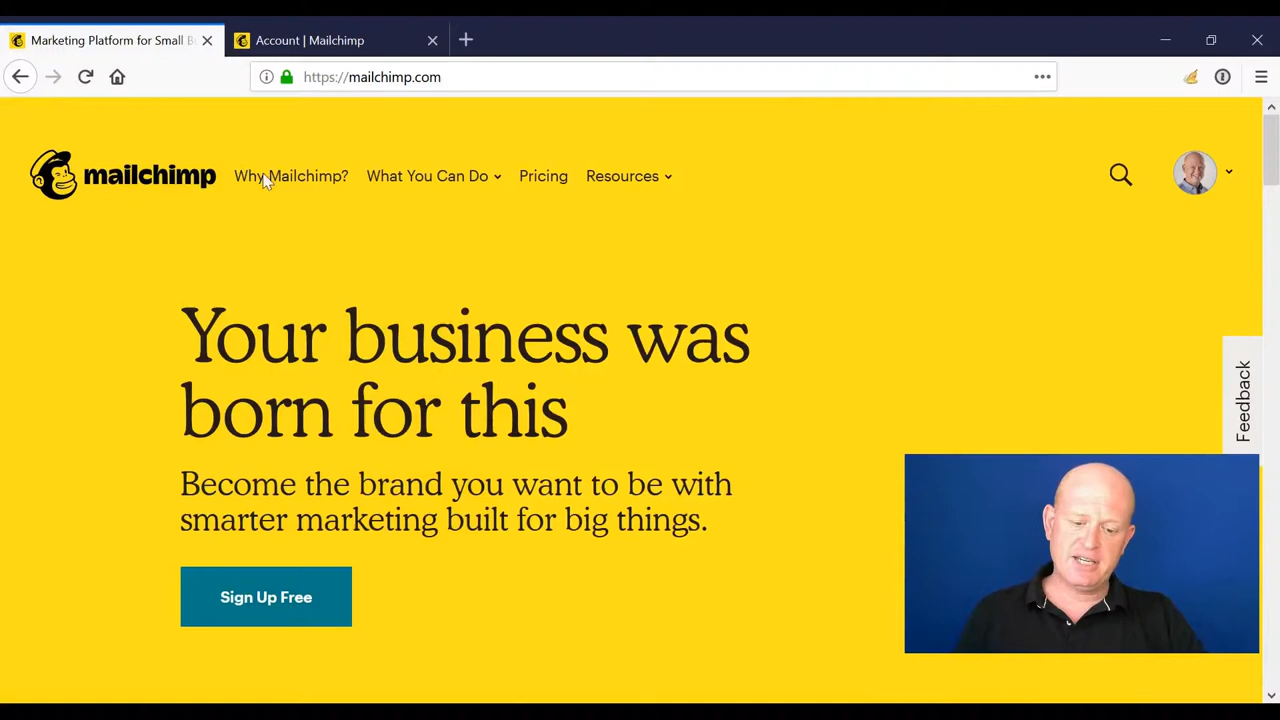 Marketing Platform for Small B
Account | Mailchimp
https://mailchimp.com
mailchimp
Why Mailchimp?
What You Can Do
Pricing
Resources
Your business was
born for this
Become the brand you want to be with
smarter marketing built for big things.
Sign Up Free
Feedback